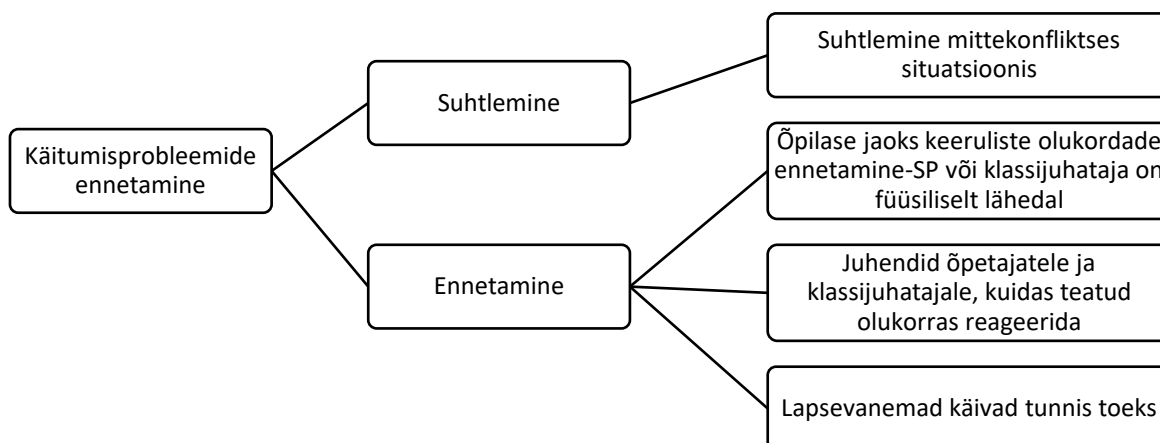 Käitumisprobleemide
ennetamine
Suhtlemine
Suhtlemine mittekonfliktses
situatsioonis
Ennetamine
Õpilase jaoks keeruliste olukordade
ennetamine-SP või klassijuhataja on
füüsiliselt lähedal
Juhendid õpetajatele ja
klassijuhatajale, kuidas teatud
olukorras reageerida
Lapsevanemad käivad tunnis toeks